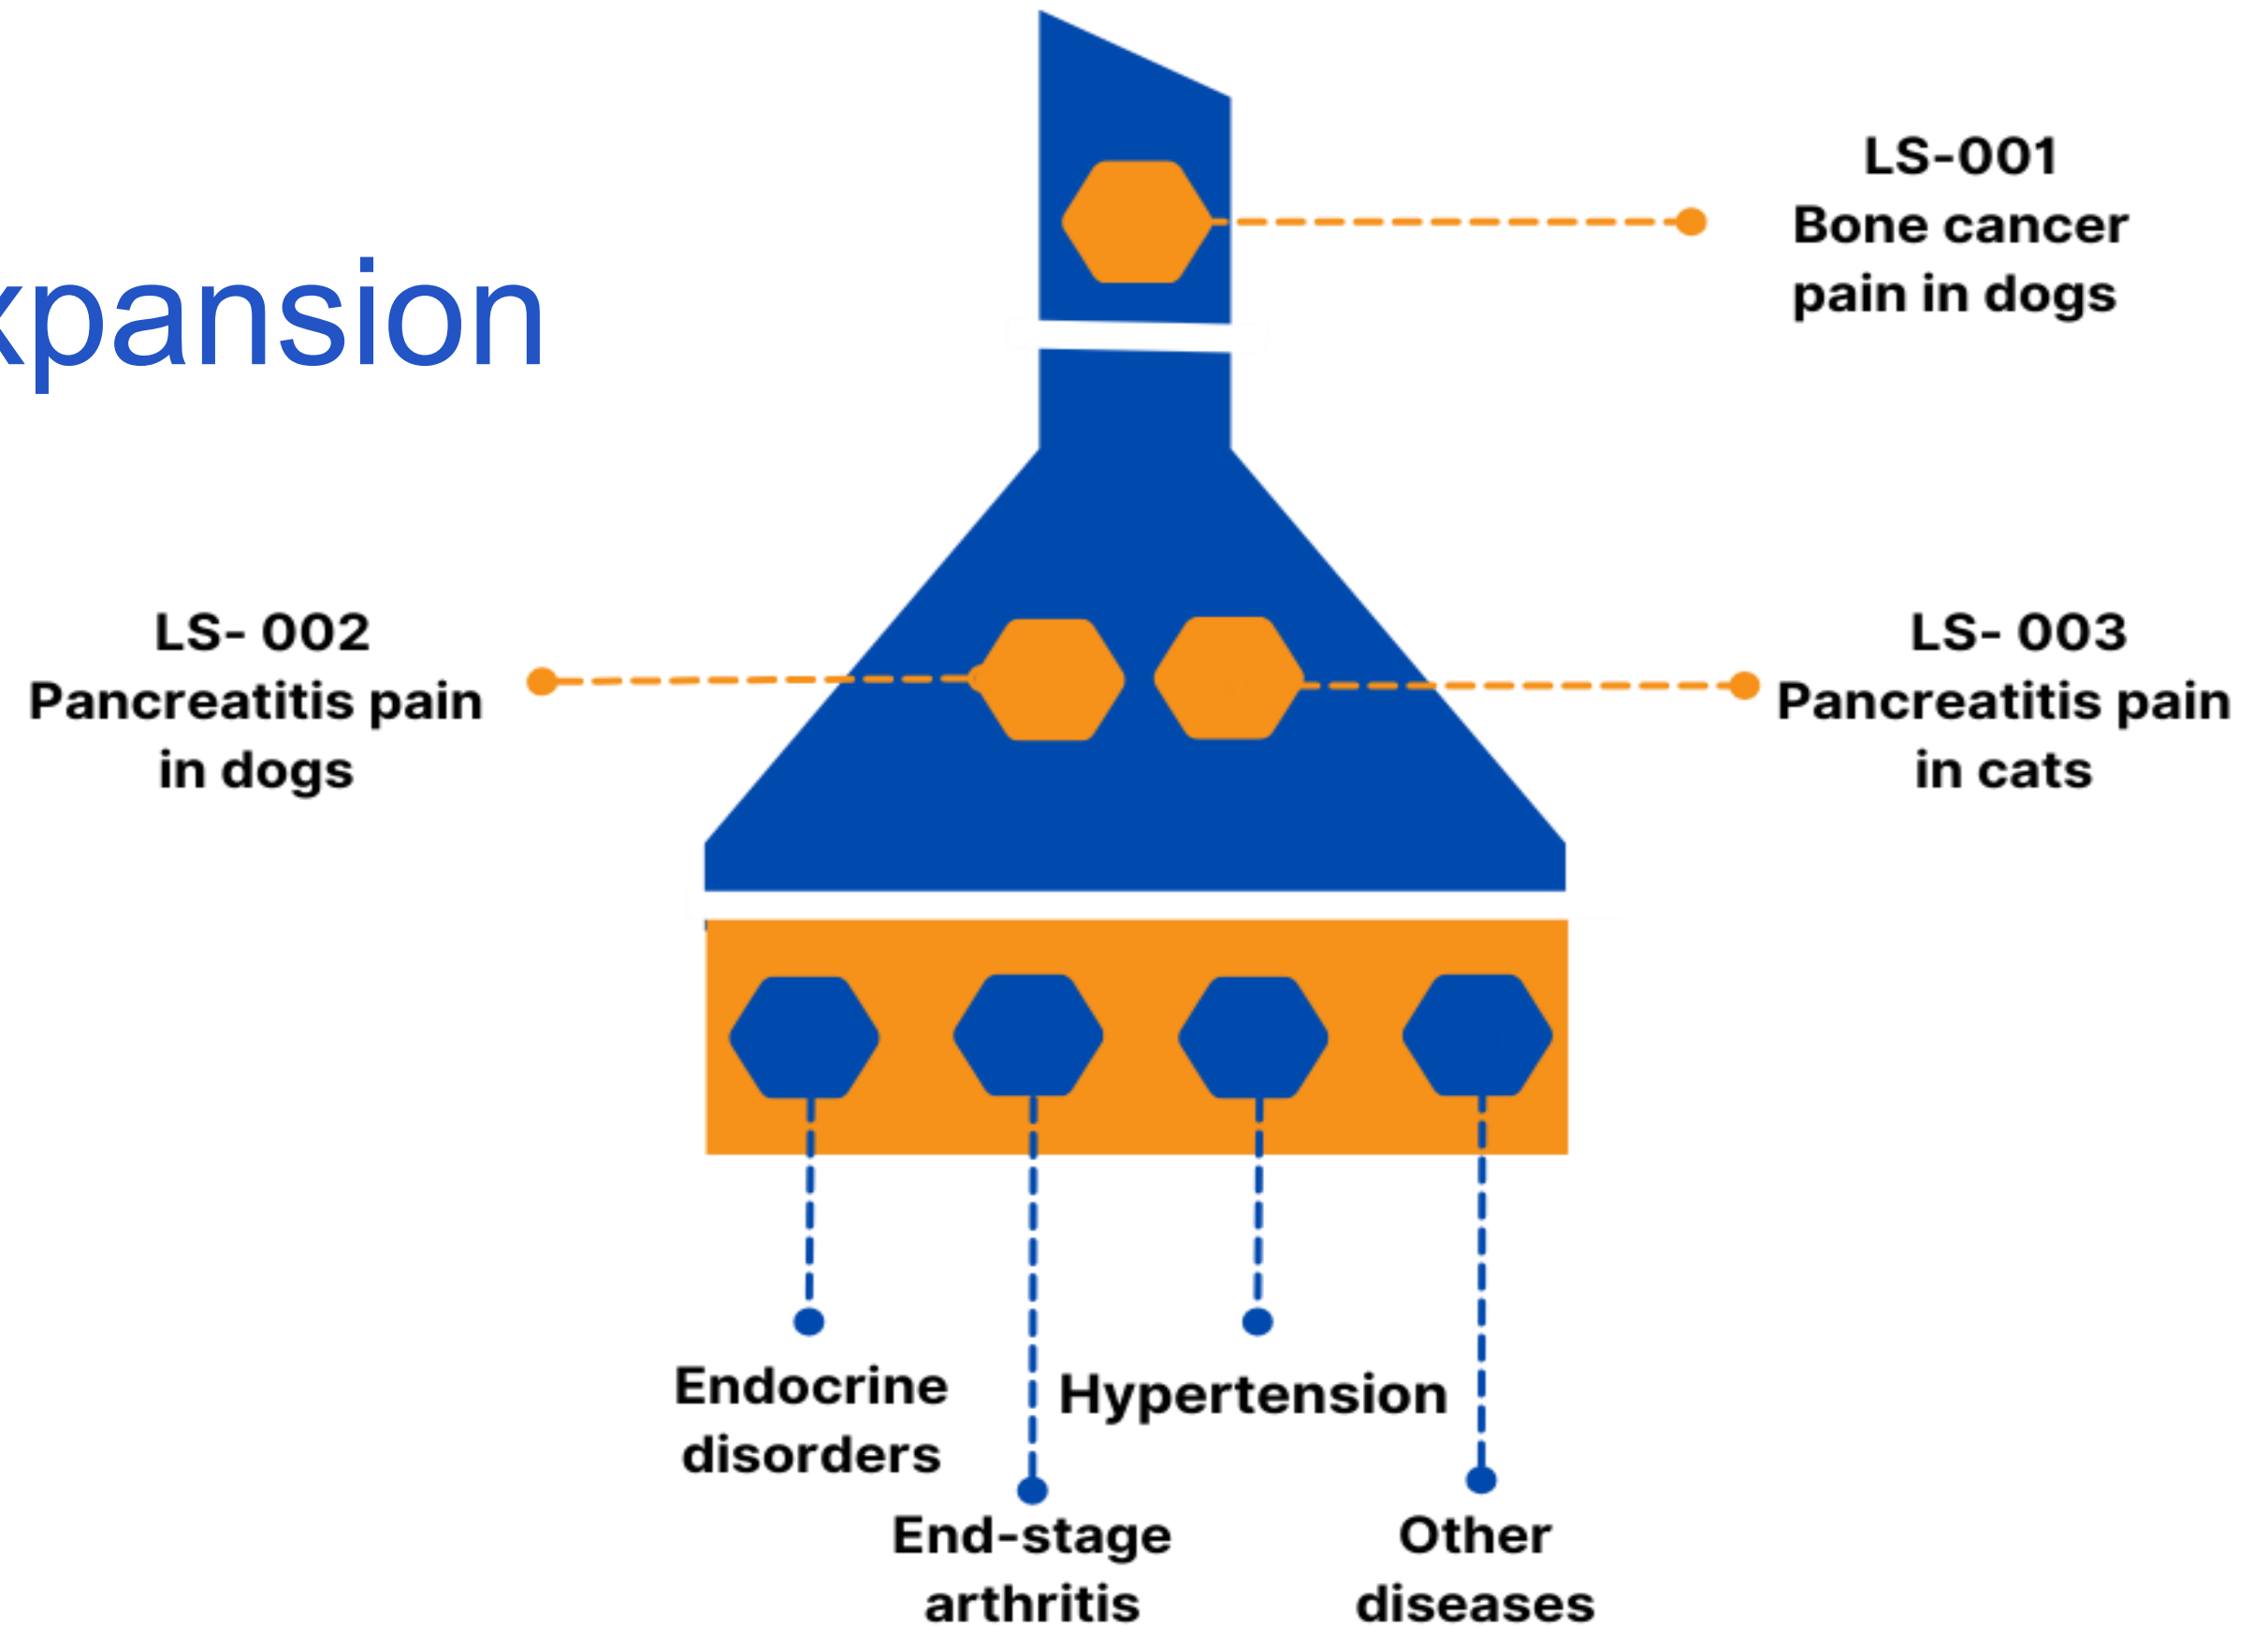 LS-001
Bone cancer
pain in dogs
xpansion
LS- 002
Pancreatitis pain
in dogs
LS- 003
Pancreatitis pain
in cats
Endocrine
disorders
Hypertension
End-stage
arthritis
Other
diseases